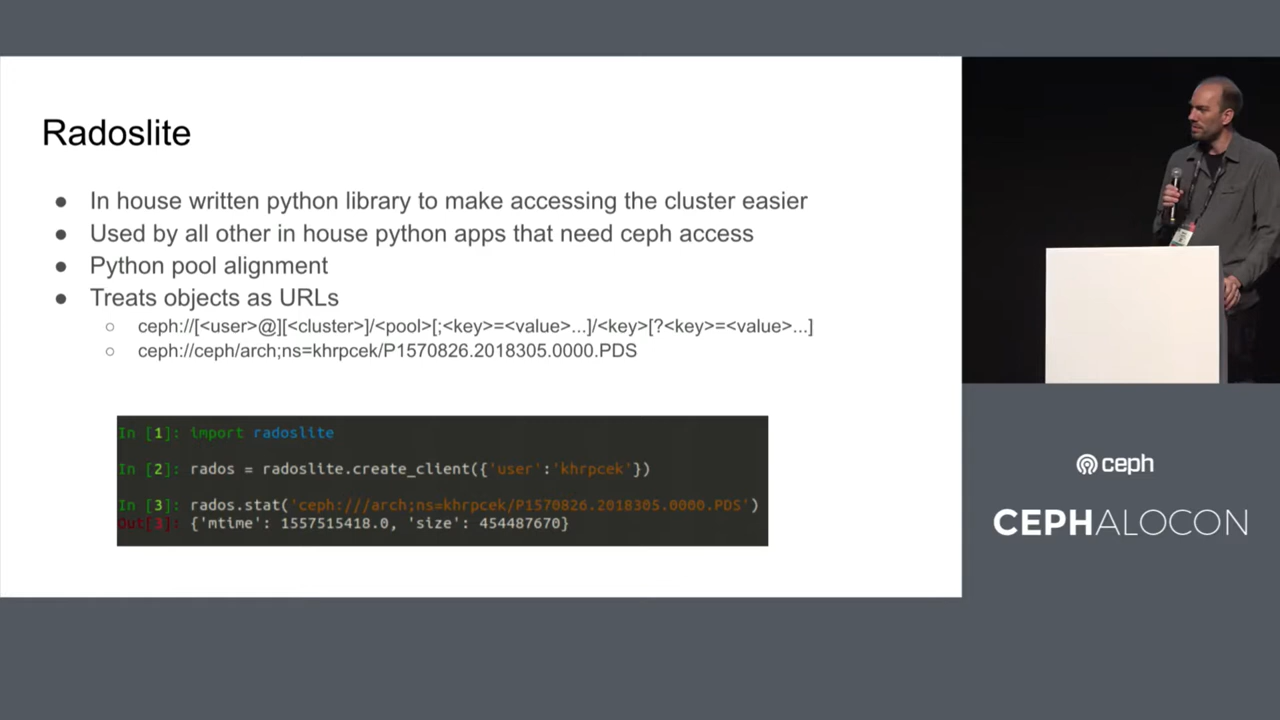 Radoslite
● In house written python library to make accessing the cluster easier
● Used by all other in house python apps that need ceph access
● Python pool alignment
● Treats objects as URLs
○ ceph://[<user>@][<cluster>]/<pool>[;<key>=<value>...]/<key>[?<key>=<value>...]
○ ceph://ceph/arch;ns=khrpcek/P1570826.2018305.0000.PDS
In [1]: import radoslite
In [2]: rados = radoslite.create_client({'user':'khrpcek'})
In [3]: rados.stat('ceph:///arch;ns=khrpcek/P1570826.2018305.0000.PDS')
Out[3]: {'mtime': 1557515418.0, 'size': 454487670}
ceph
CEPHALOCON